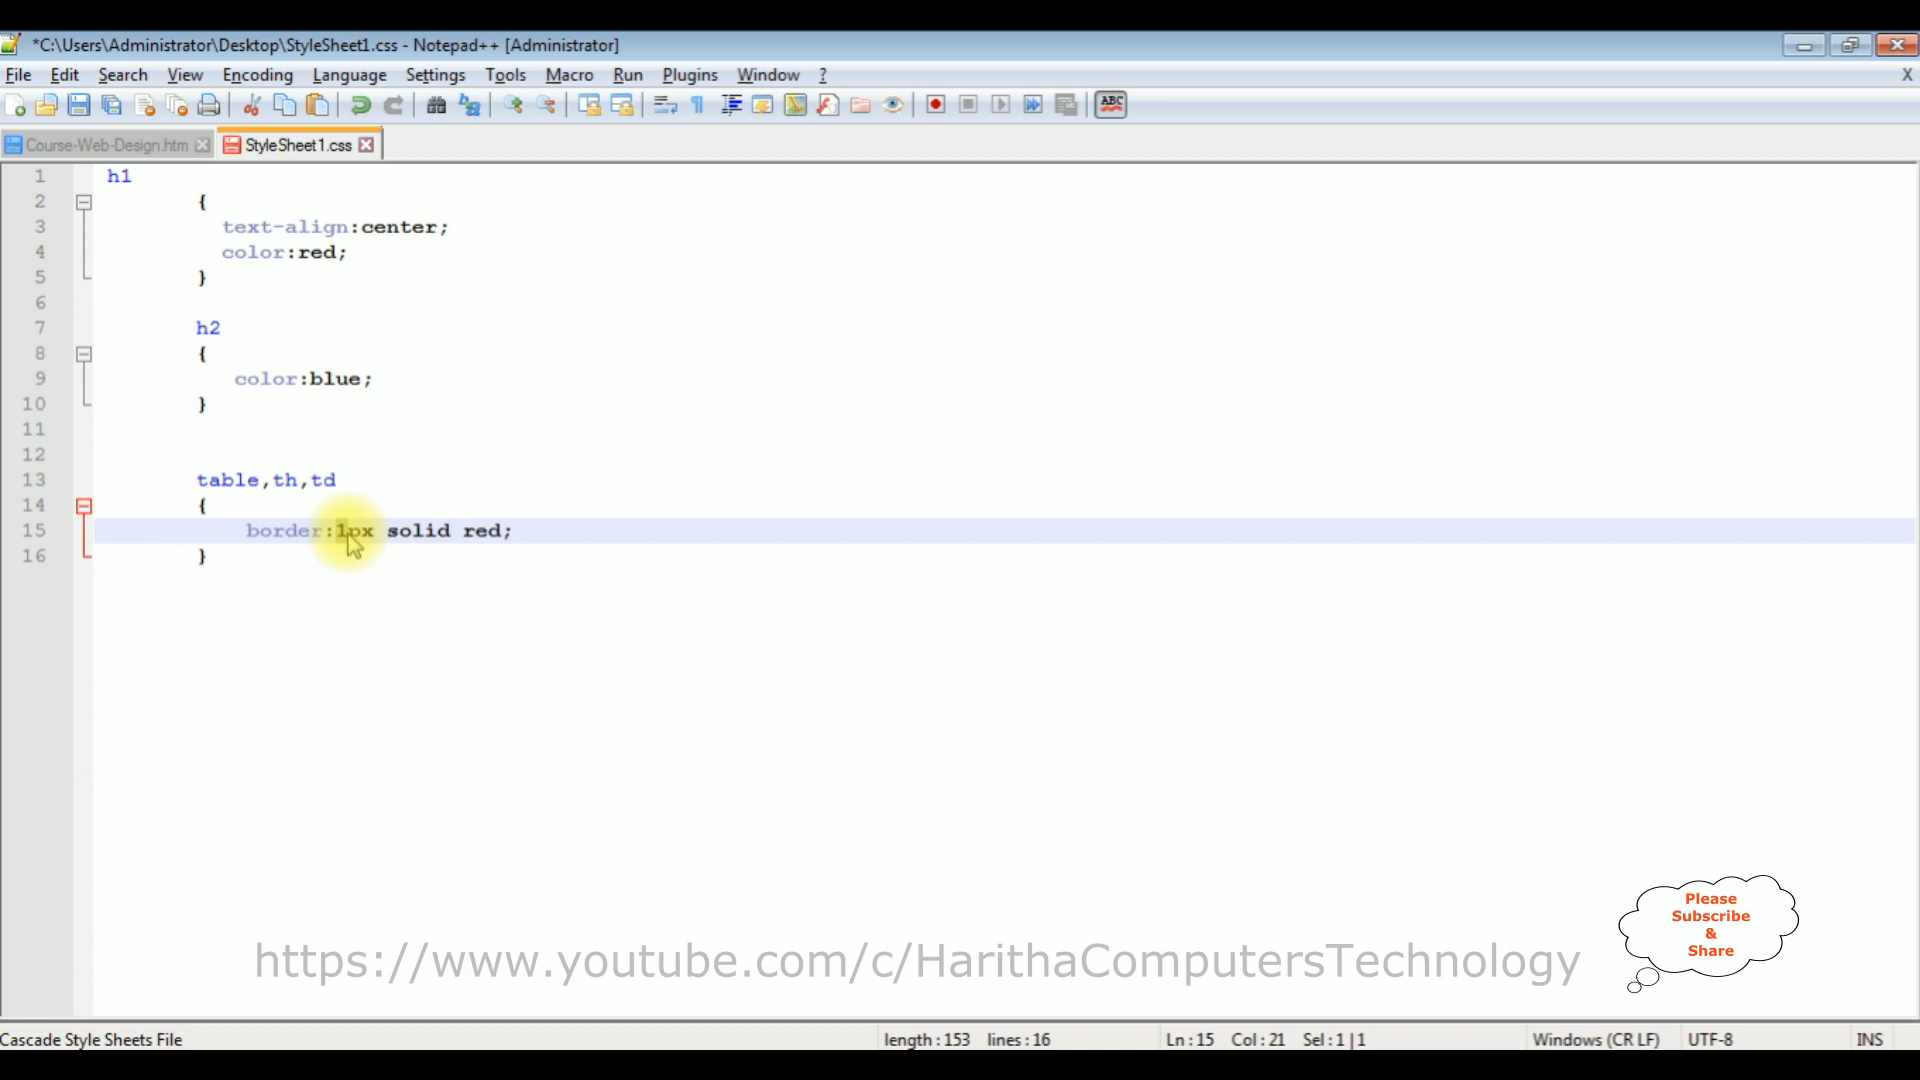 *C:\Users\Administrator\Desktop\StyleSheet1.css - Notepad++ [Administrator]
File Edit Search View Encoding Language Settings Tools Macro Run Plugins Window ? X
ABC
Course-Web-Design.htm StyleSheet1.css
1 h1
2 {
3 text-align:center;
4 color:red;
5 }
6
7 h2
8 {
9 color:blue;
10 }
11
12
13 table,th,td
14 {
15 border:1px solid red;
16 }
Please
Subscribe
&
Share
https://www.youtube.com/c/HarithaComputersTechnology
Cascade Style Sheets File length : 153 lines : 16 Ln : 15 Col : 21 Sel : 1 | 1 Windows (CR LF) UTF-8 INS